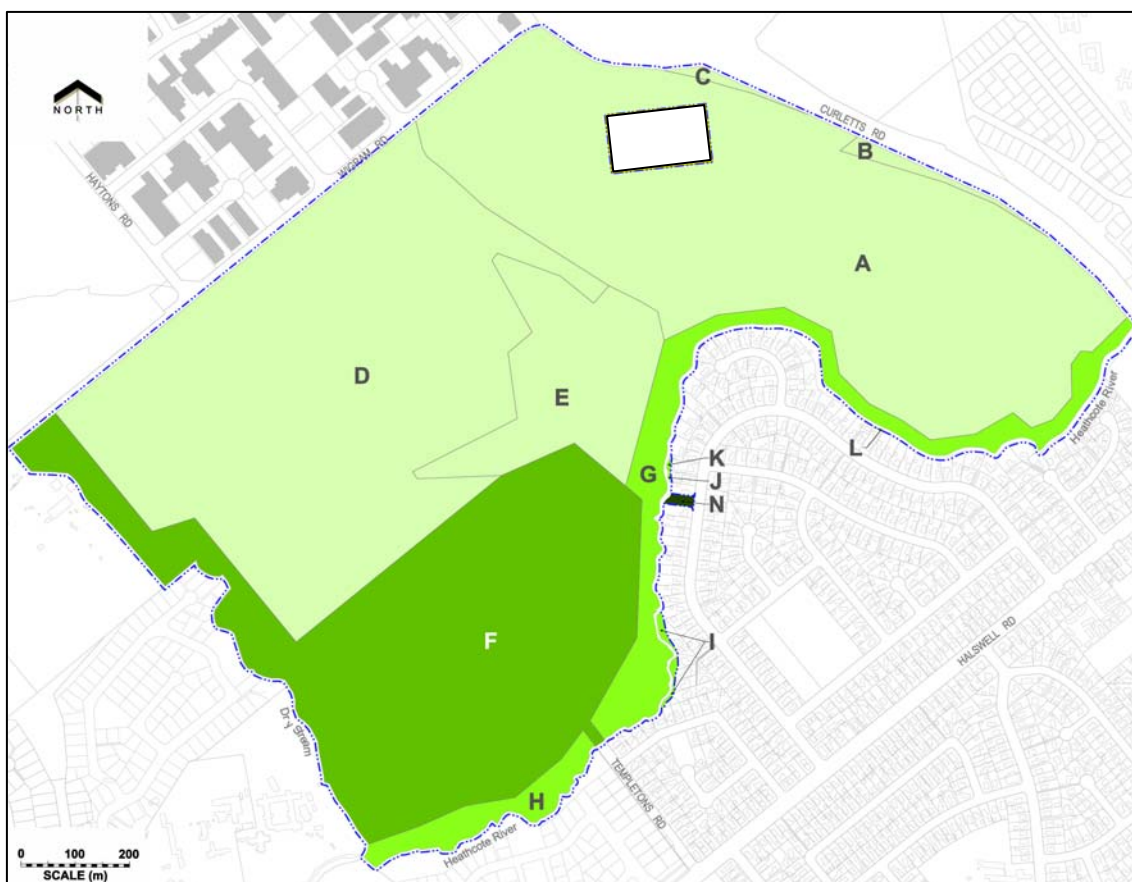 C
CURLETTS RD
NORTH
B
WIGRAM RD
HAYTONS RD
A
D
E
Heathcote River
L
K
G
J
N
F
I
HALSWELL RD
Dry Stream
TEMPLETONS RD
H
Heathcote River
0 100 200
SCALE (m)